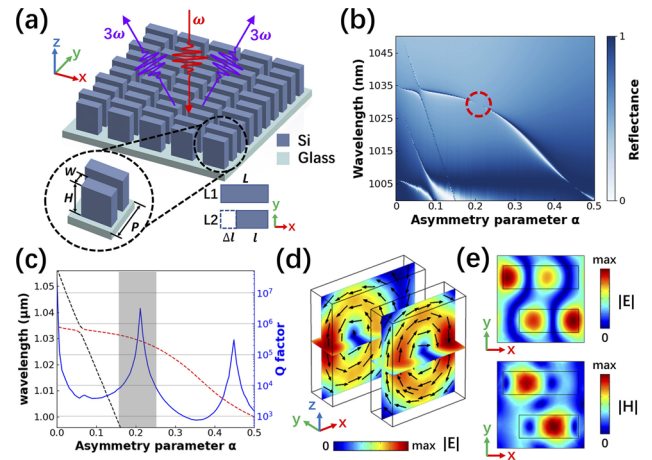 (a)
ω
3ω
3ω
z
y
x
Si
Glass
W
H
P
L
L1
L2
Δl
l
y
x
(b)
1045
1035
1025
1015
1005
Wavelength (nm)
0
0.1
0.2
0.3
0.4
0.5
Asymmetry parameter α
1
0
Reflectance
(c)
1.05
1.04
1.03
1.02
1.01
1.00
wavelength (μm)
0.0
0.1
0.2
0.3
0.4
0.5
Asymmetry parameter α
10⁷
10⁶
10⁵
10⁴
10³
Q factor
(d)
z
y
x
0
max |E|
(e)
y
x
max
0
|E|
y
x
max
0
|H|